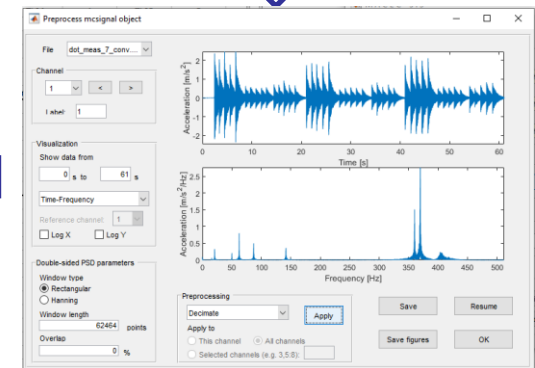 Preprocess mcsignal object
File dot_meas_7_conv...
Channel
1 < >
Label: 1
Visualization
Show data from
0 s to 61 s
Time-Frequency
Reference channel: 1
Log X Log Y
Double-sided PSD parameters
Window type
Rectangular
Hanning
Window length
62464 points
Overlap
0 %
Acceleration [m/s²]
2
1
0
-1
-2
0 10 20 30 40 50 60
Time [s]
Acceleration [m/s²/Hz]
2.5
2
1.5
1
0.5
0
0 50 100 150 200 250 300 350 400 450 500
Frequency [Hz]
Preprocessing
Decimate Apply
Apply to
This channel All channels
Selected channels (e.g. 3,5:8):
Save Resume
Save figures OK